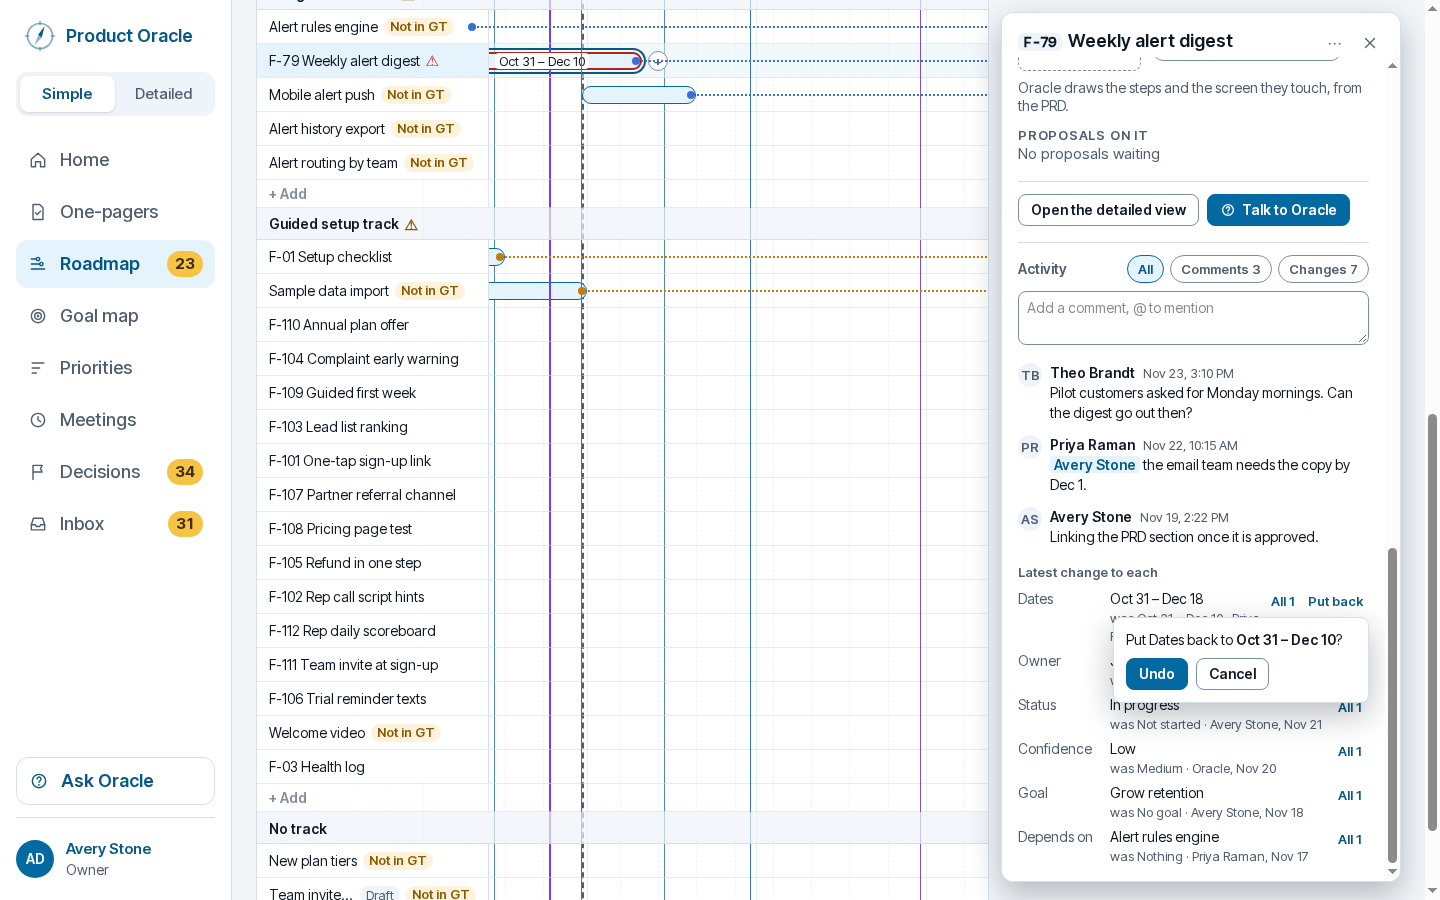 Product Oracle
Simple
Detailed
Home
One-pagers
Roadmap 23
Goal map
Priorities
Meetings
Decisions 34
Inbox 31
Ask Oracle
AD
Avery Stone
Owner
Alert rules engine Not in GT
F-79 Weekly alert digest
Oct 31 – Dec 10
Mobile alert push Not in GT
Alert history export Not in GT
Alert routing by team Not in GT
+ Add
Guided setup track
F-01 Setup checklist
Sample data import Not in GT
F-110 Annual plan offer
F-104 Complaint early warning
F-109 Guided first week
F-103 Lead list ranking
F-101 One-tap sign-up link
F-107 Partner referral channel
F-108 Pricing page test
F-105 Refund in one step
F-102 Rep call script hints
F-112 Rep daily scoreboard
F-111 Team invite at sign-up
F-106 Trial reminder texts
Welcome video Not in GT
F-03 Health log
+ Add
No track
New plan tiers Not in GT
Team invite... Draft Not in GT
F-79 Weekly alert digest
Oracle draws the steps and the screen they touch, from
the PRD.
PROPOSALS ON IT
No proposals waiting
Open the detailed view
Talk to Oracle
Activity
All
Comments 3
Changes 7
Add a comment, @ to mention
TB
Theo Brandt Nov 23, 3:10 PM
Pilot customers asked for Monday mornings. Can
the digest go out then?
PR
Priya Raman Nov 22, 10:15 AM
Avery Stone the email team needs the copy by
Dec 1.
AS
Avery Stone Nov 19, 2:22 PM
Linking the PRD section once it is approved.
Latest change to each
Dates
Oct 31 – Dec 18
All 1 Put back
Put Dates back to Oct 31 – Dec 10?
Undo
Cancel
Owner
Status
In progress
All 1
was Not started · Avery Stone, Nov 21
Confidence
Low
All 1
was Medium · Oracle, Nov 20
Goal
Grow retention
All 1
was No goal · Avery Stone, Nov 18
Depends on
Alert rules engine
All 1
was Nothing · Priya Raman, Nov 17